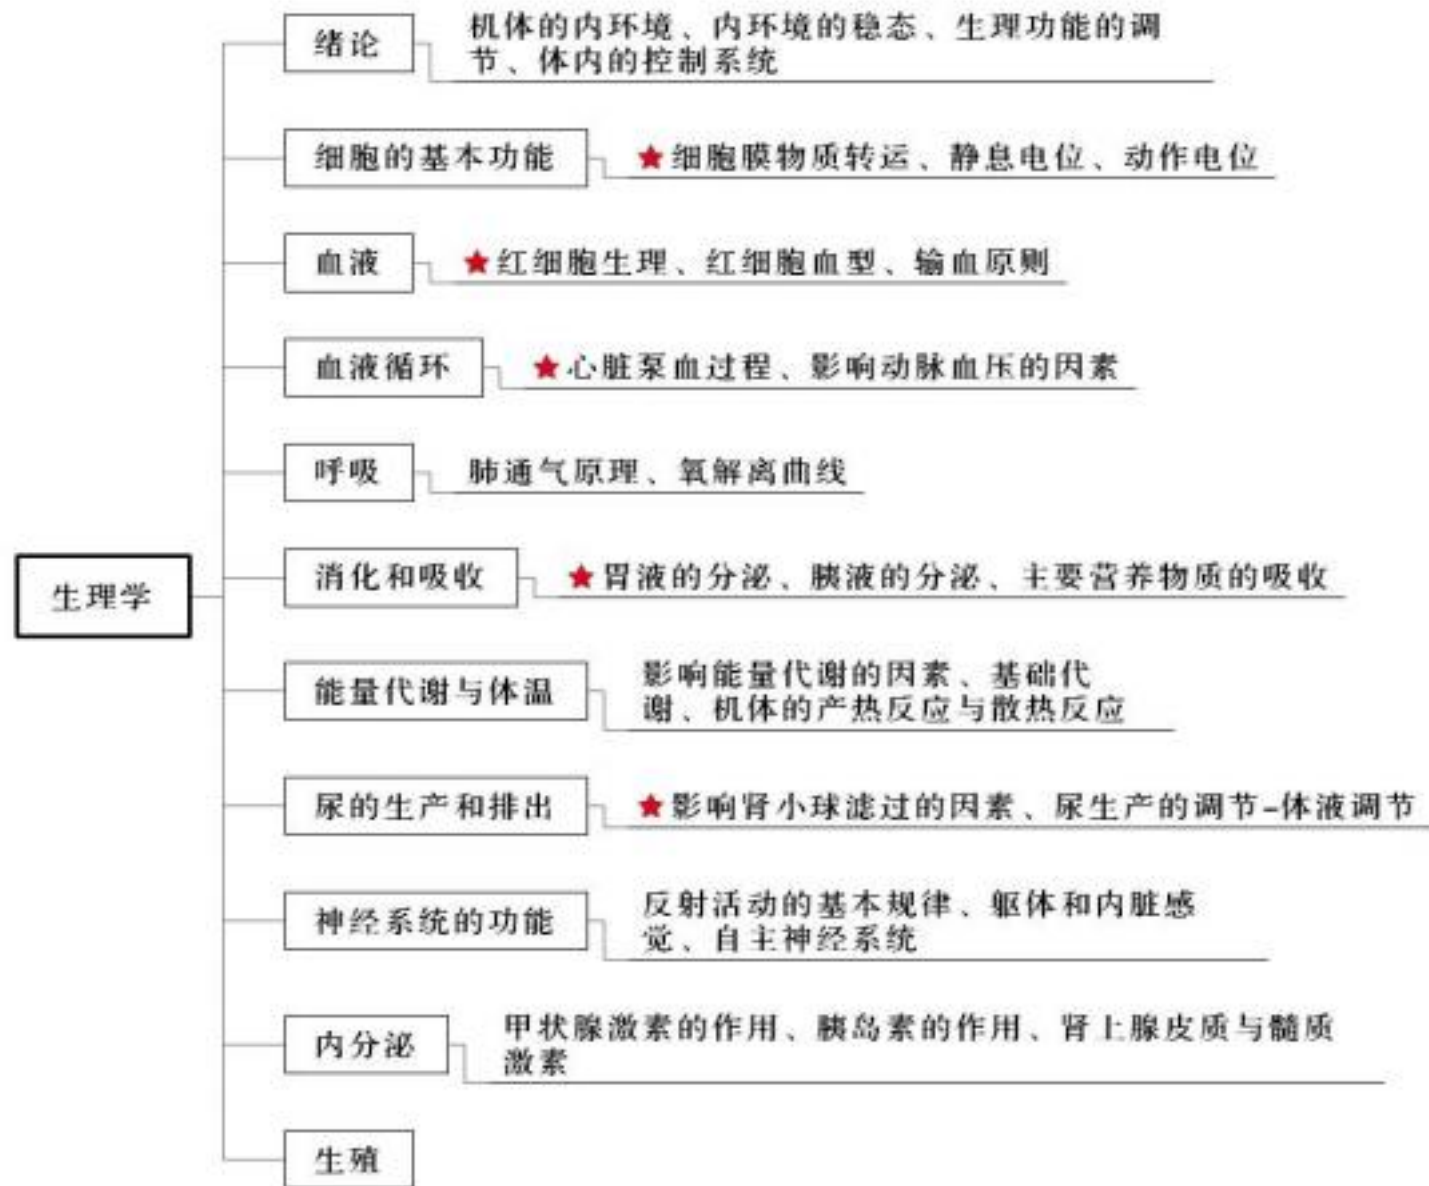 绪论
机体的内环境、内环境的稳态、生理功能的调
节、体内的控制系统
细胞的基本功能
★细胞膜物质转运、静息电位、动作电位
血液
★红细胞生理、红细胞血型、输血原则
血液循环
★心脏泵血过程、影响动脉血压的因素
呼吸
肺通气原理、氧解离曲线
生理学
消化和吸收
★胃液的分泌、胰液的分泌、主要营养物质的吸收
能量代谢与体温
影响能量代谢的因素、基础代
谢、机体的产热反应与散热反应
尿的生产和排出
★影响肾小球滤过的因素、尿生产的调节-体液调节
神经系统的功能
反射活动的基本规律、躯体和内脏感
觉、自主神经系统
内分泌
甲状腺激素的作用、胰岛素的作用、肾上腺皮质与髓质
激素
生殖